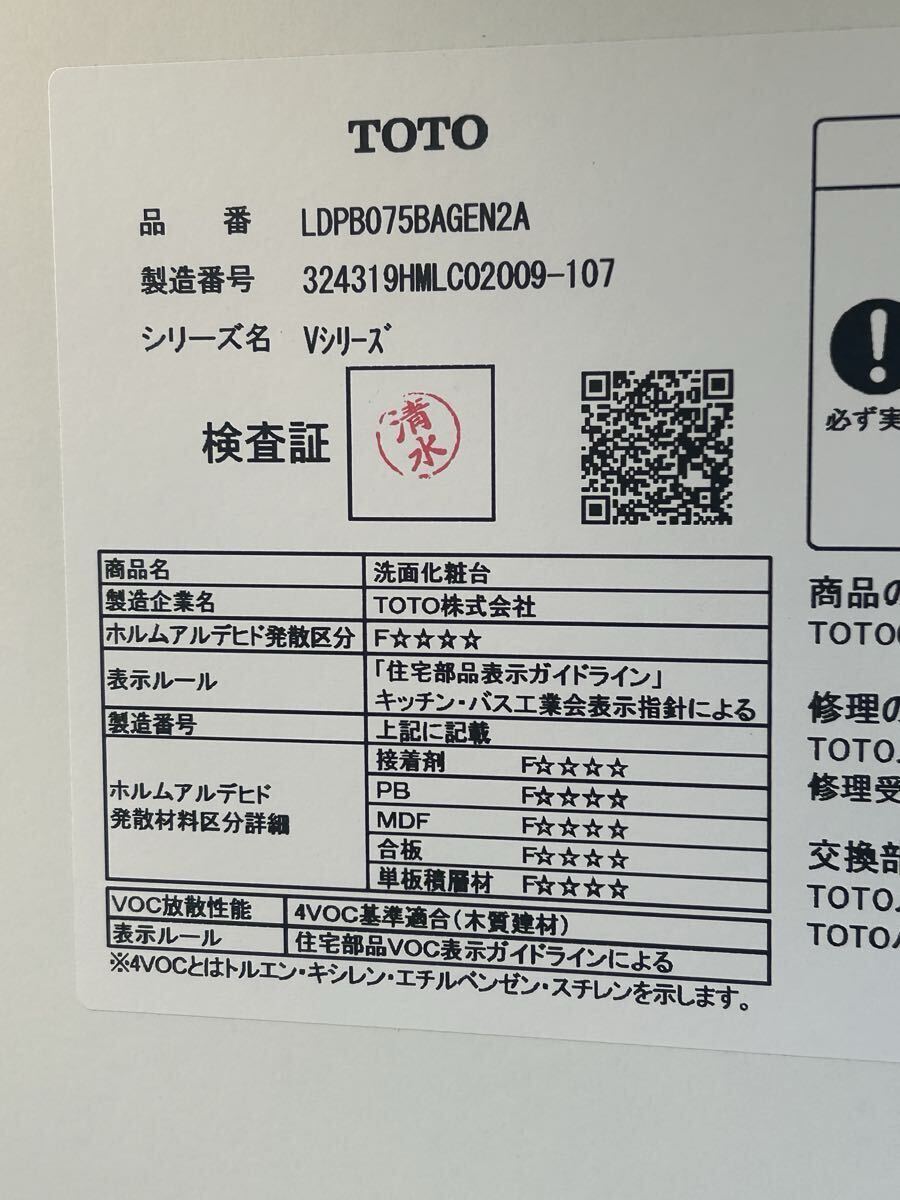 TOTO
品 番 LDPB075BAGEN2A
製造番号 324319HMLC02009-107
シリーズ名 Vシリーズ
検査証 清水
商品名 洗面化粧台
製造企業名 TOTO株式会社
ホルムアルデヒド発散区分 F☆☆☆☆
表示ルール 「住宅部品表示ガイドライン」
キッチン・バス工業会表示指針による
製造番号 上記に記載
ホルムアルデヒド
発散材料区分詳細
接着剤 F☆☆☆☆
PB F☆☆☆☆
MDF F☆☆☆☆
合板 F☆☆☆☆
単板積層材 F☆☆☆☆
VOC放散性能 4VOC基準適合(木質建材)
表示ルール 住宅部品VOC表示ガイドラインによる
※4VOCとはトルエン・キシレン・エチルベンゼン・スチレンを示します。
必ず実
商品の
TOTO
修理の
TOTO
修理受
交換部
TOTO
TOTO